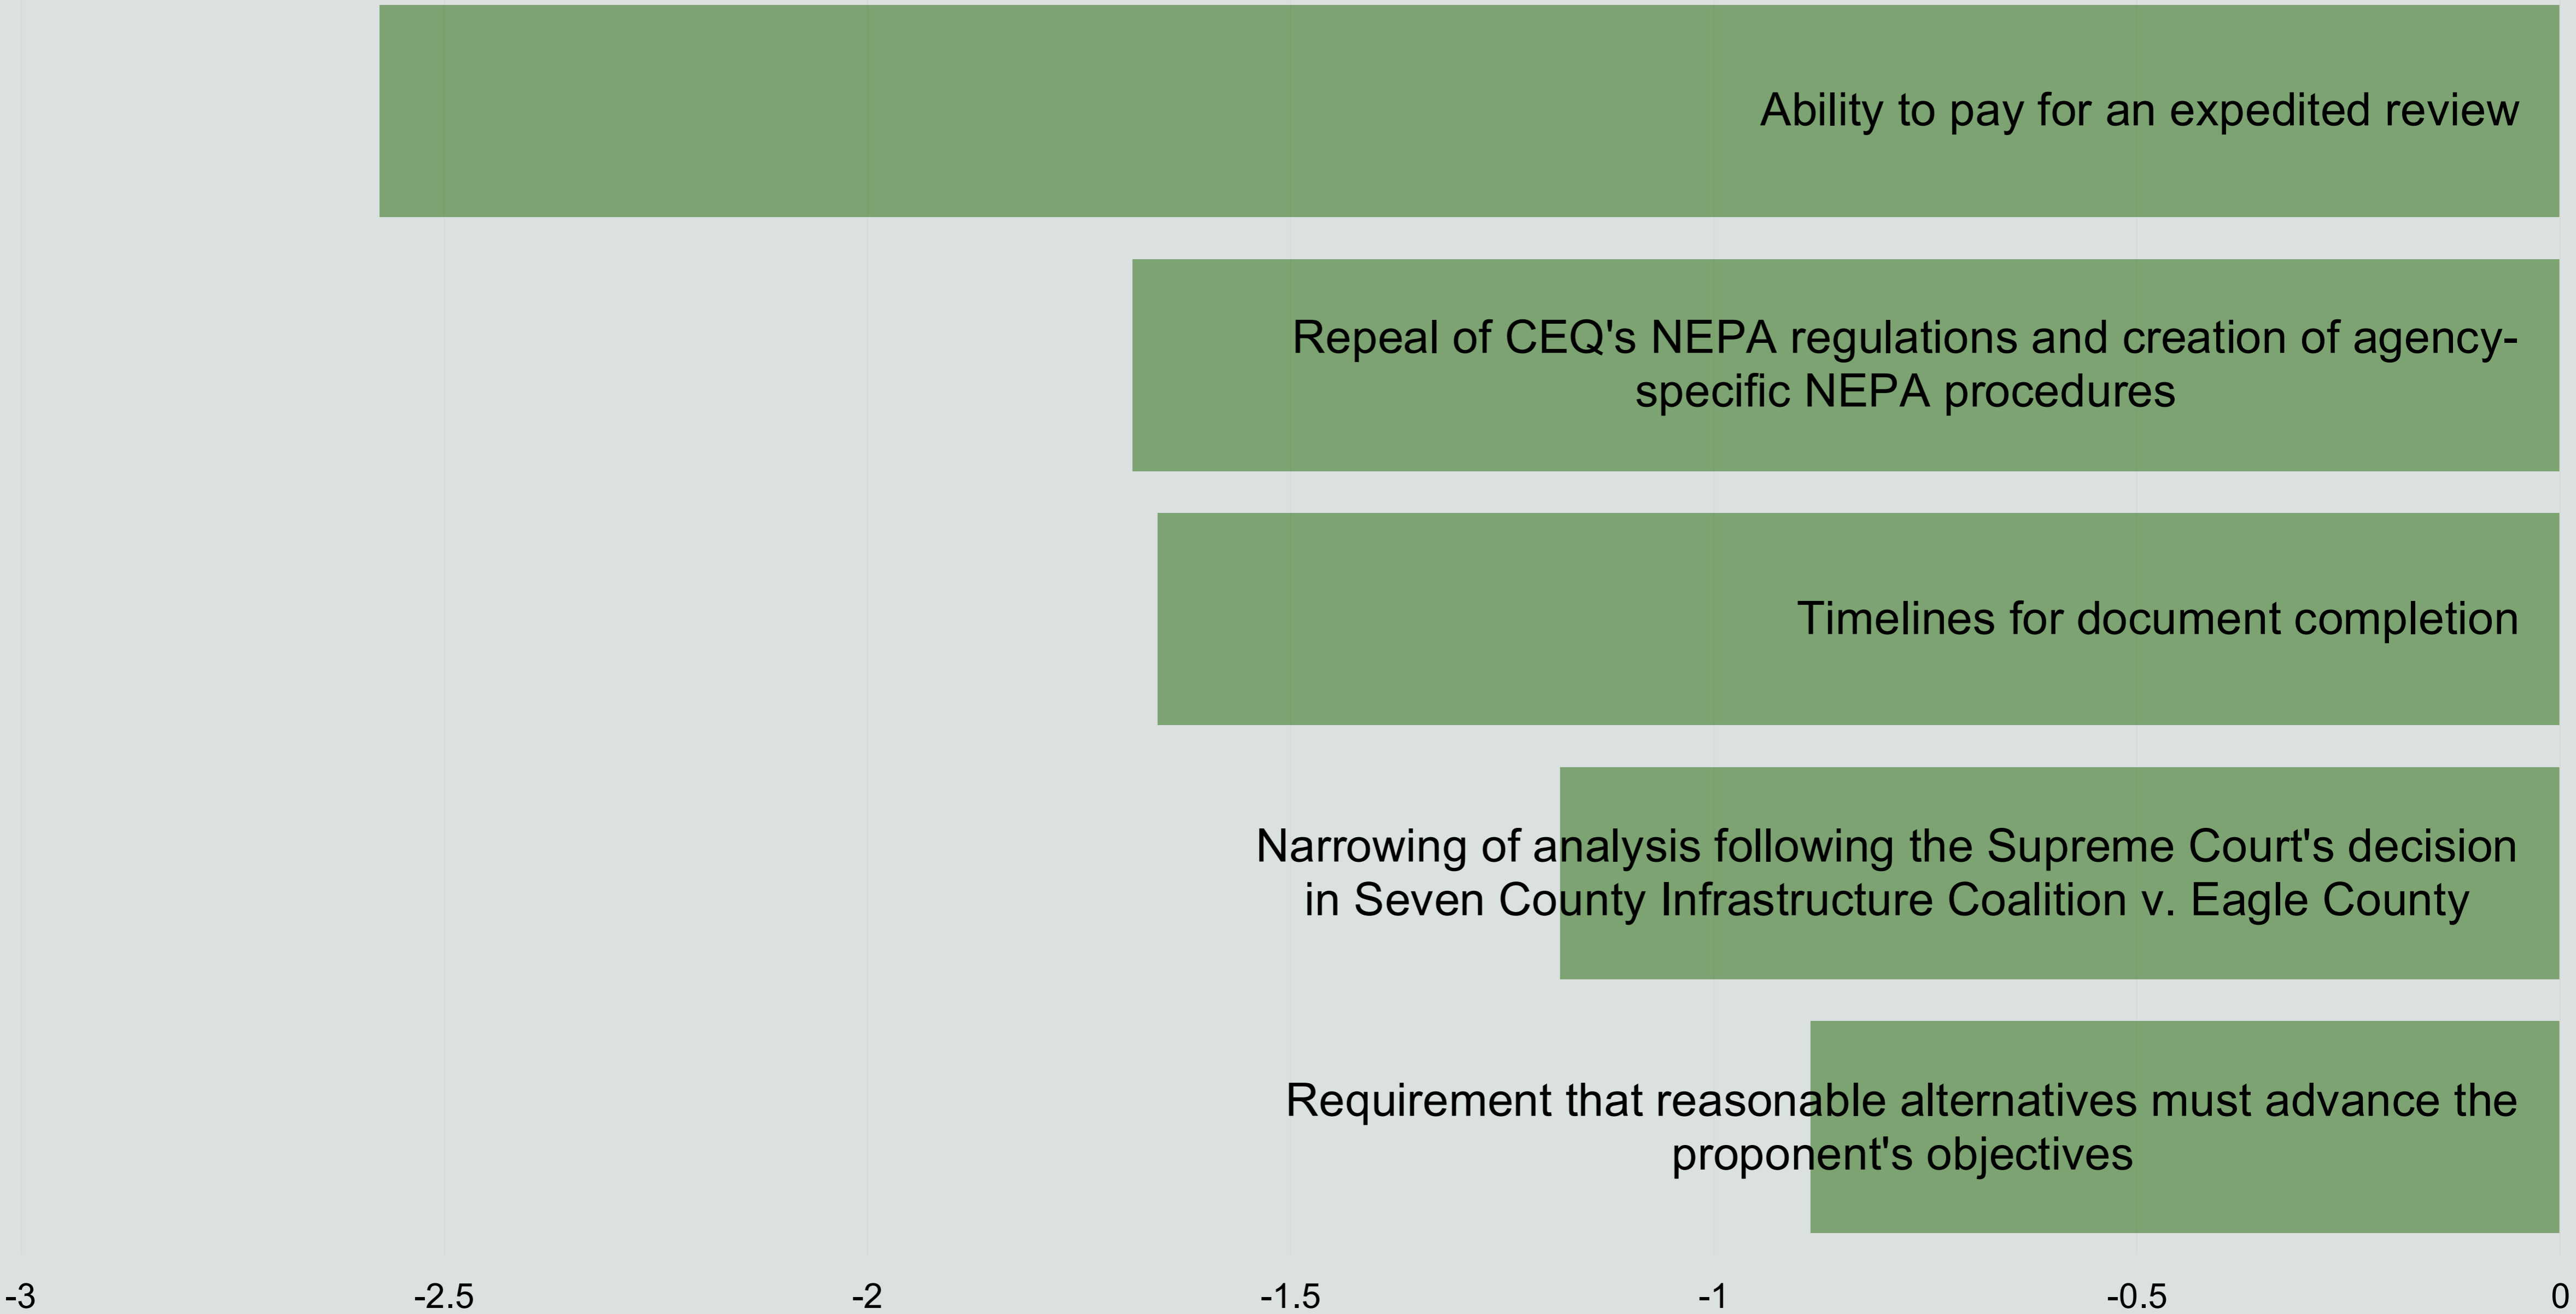 Ability to pay for an expedited review
Repeal of CEQ's NEPA regulations and creation of agency-
specific NEPA procedures
Timelines for document completion
Narrowing of analysis following the Supreme Court's decision
in Seven County Infrastructure Coalition v. Eagle County
Requirement that reasonable alternatives must advance the
proponent's objectives
-3 -2.5 -2 -1.5 -1 -0.5 0